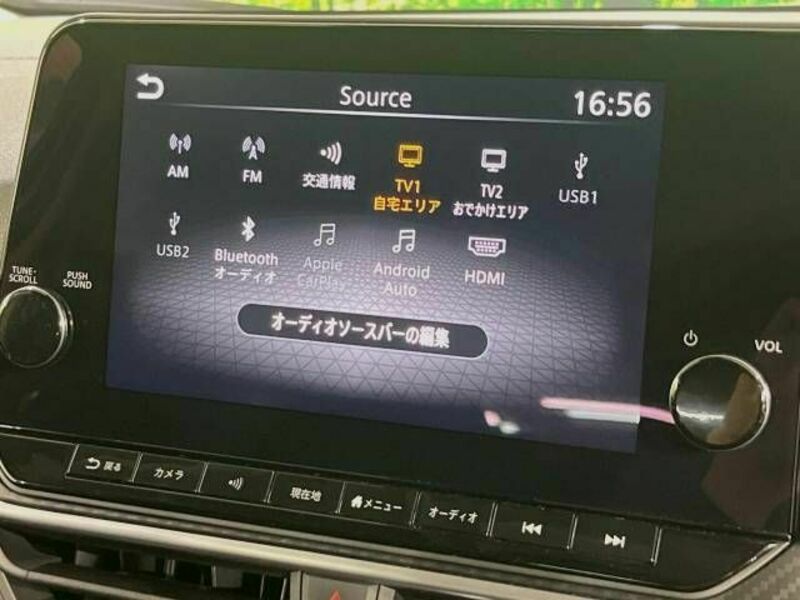 Source
16:56
AM
FM
交通情報
TV1
自宅エリア
TV2
おでかけエリア
USB1
USB2
Bluetooth
オーディオ
Apple
CarPlay
Android
Auto
HDMI
オーディオソースバーの編集
TUNE・
SCROLL
PUSH
SOUND
VOL
戻る
カメラ
現在地
メニュー
オーディオ